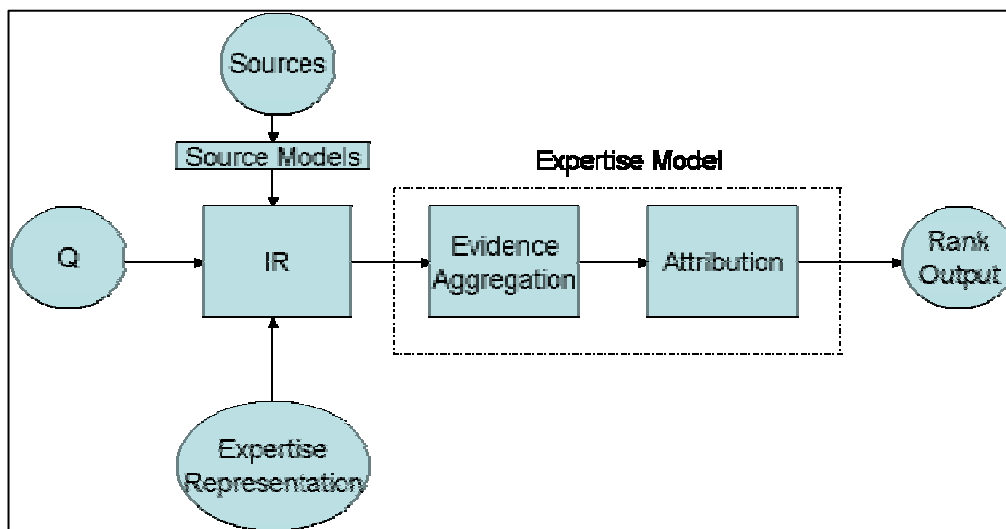 Sources
Source Models
Expertise Model
Q
IR
Evidence
Aggregation
Attribution
Rank
Output
Expertise
Representation